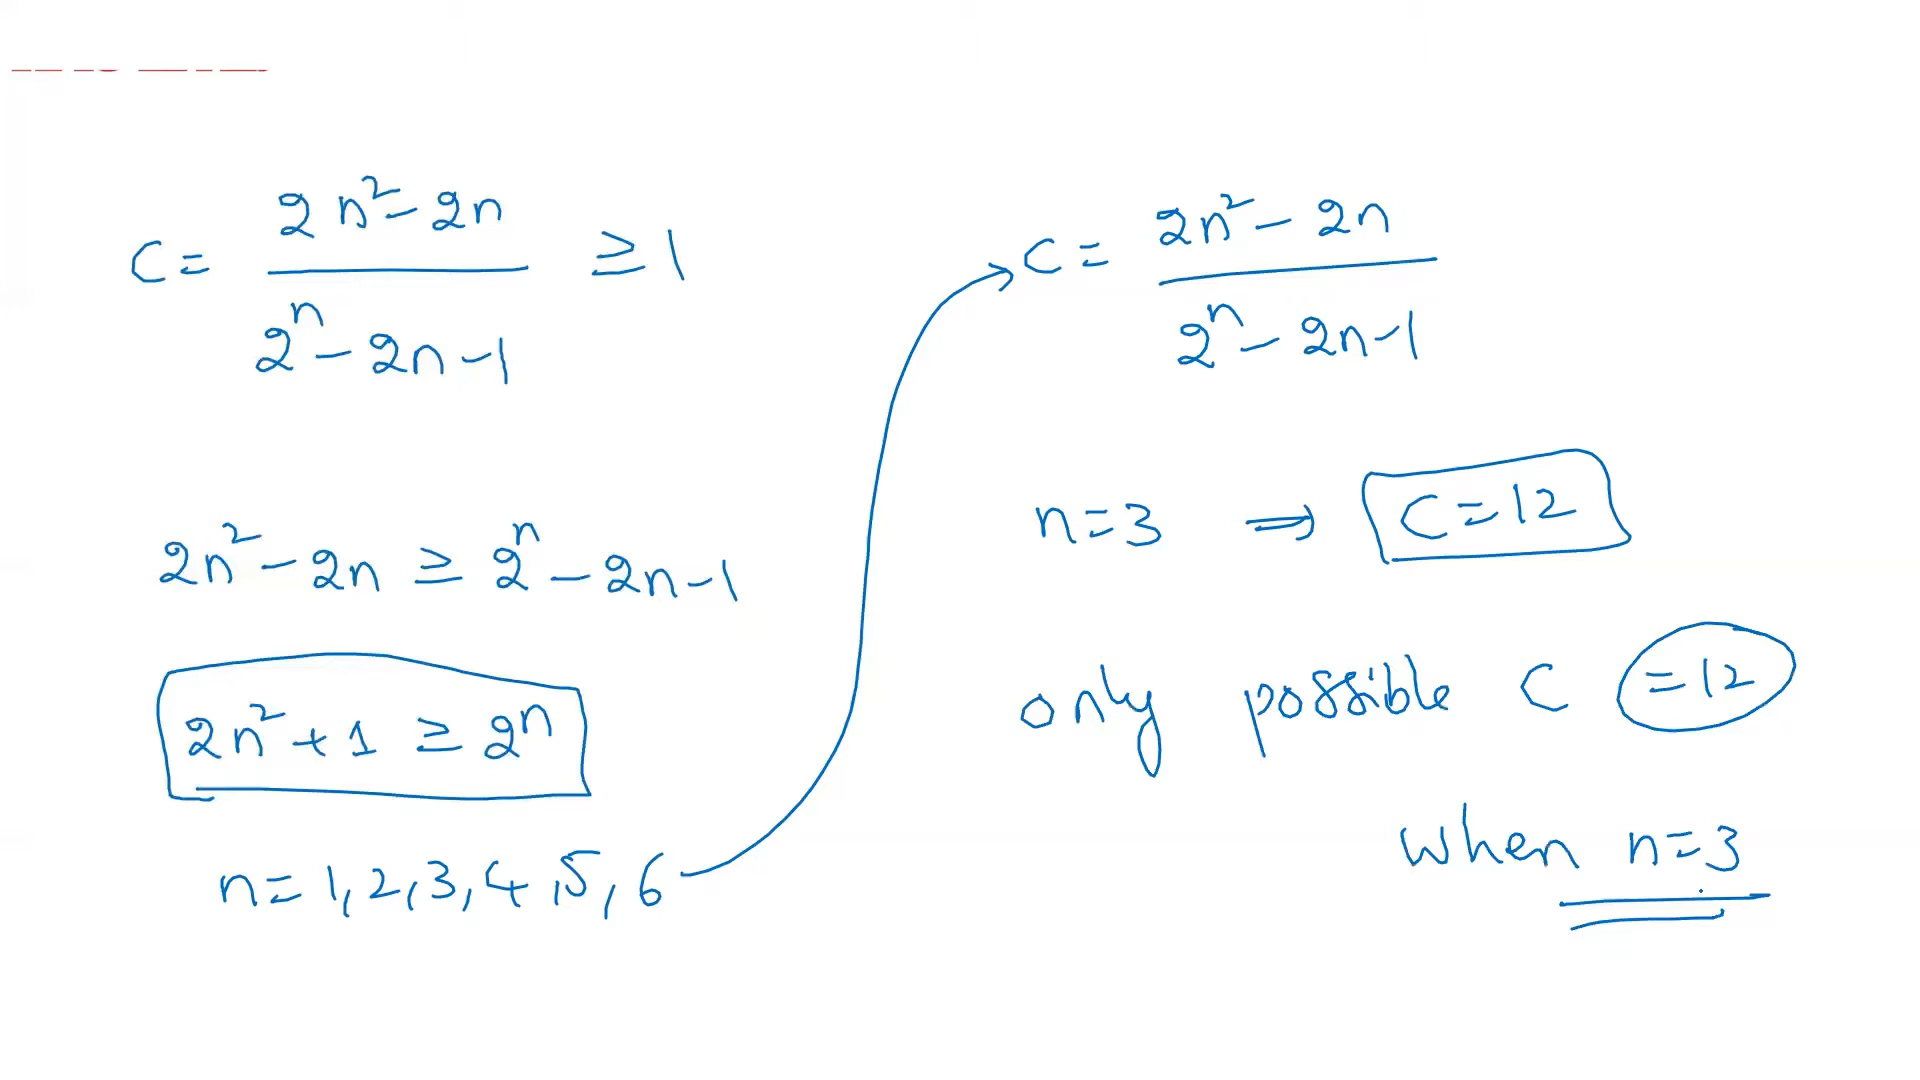 C = (2n² - 2n) / (2ⁿ - 2n - 1) ≥ 1
2n² - 2n ≥ 2ⁿ - 2n - 1
2n² + 1 ≥ 2ⁿ
n = 1, 2, 3, 4, 5, 6
C = (2n² - 2n) / (2ⁿ - 2n - 1)
n = 3 ⇒ C = 12
only possible C = 12
when n = 3